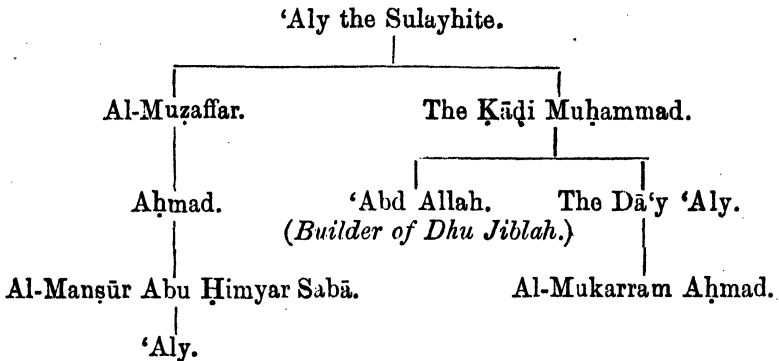 ‘Aly the Sulayhite.
Al-Muẓaffar. The Ḳāḍi Muḥammad.
Aḥmad. ‘Abd Allah. The Dā‘y ‘Aly.
(Builder of Dhu Jiblah.)
Al-Manṣūr Abu Ḥimyar Sabā. Al-Mukarram Aḥmad.
‘Aly.